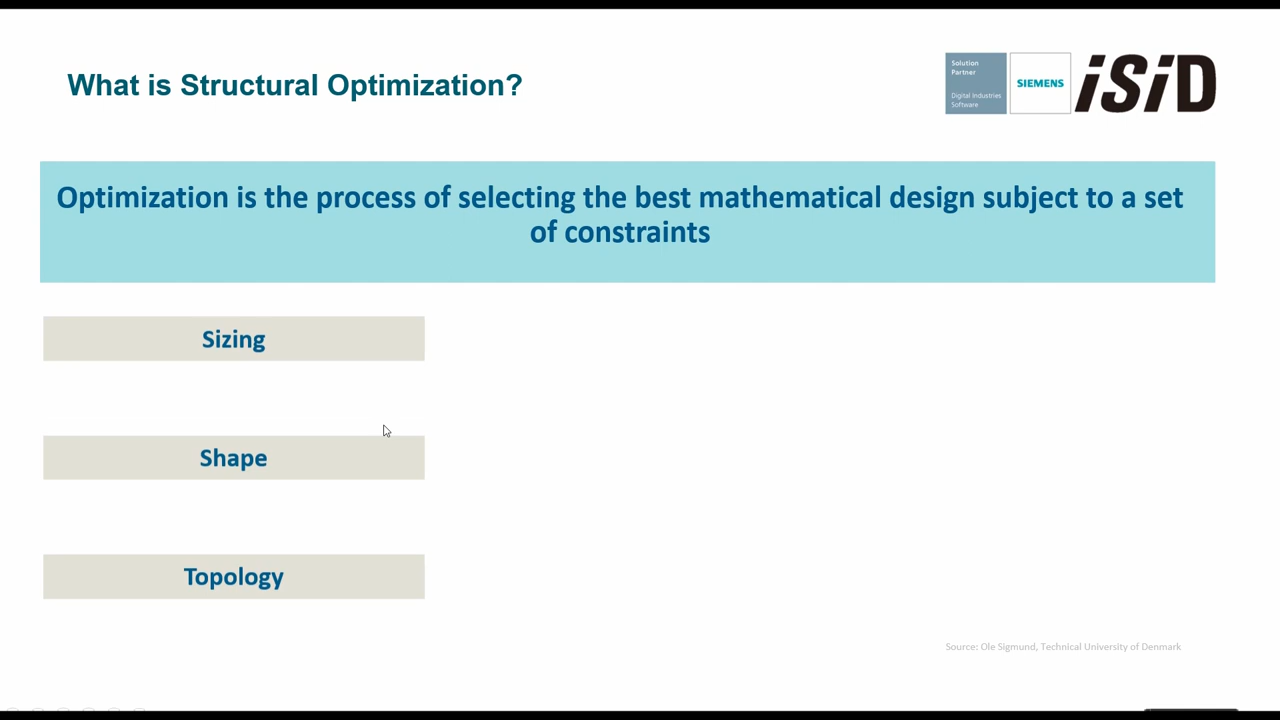 What is Structural Optimization?
Solution
Partner
Digital Industries
Software
SIEMENS
iSiD
Optimization is the process of selecting the best mathematical design subject to a set
of constraints
Sizing
Shape
Topology
Source: Ole Sigmund, Technical University of Denmark